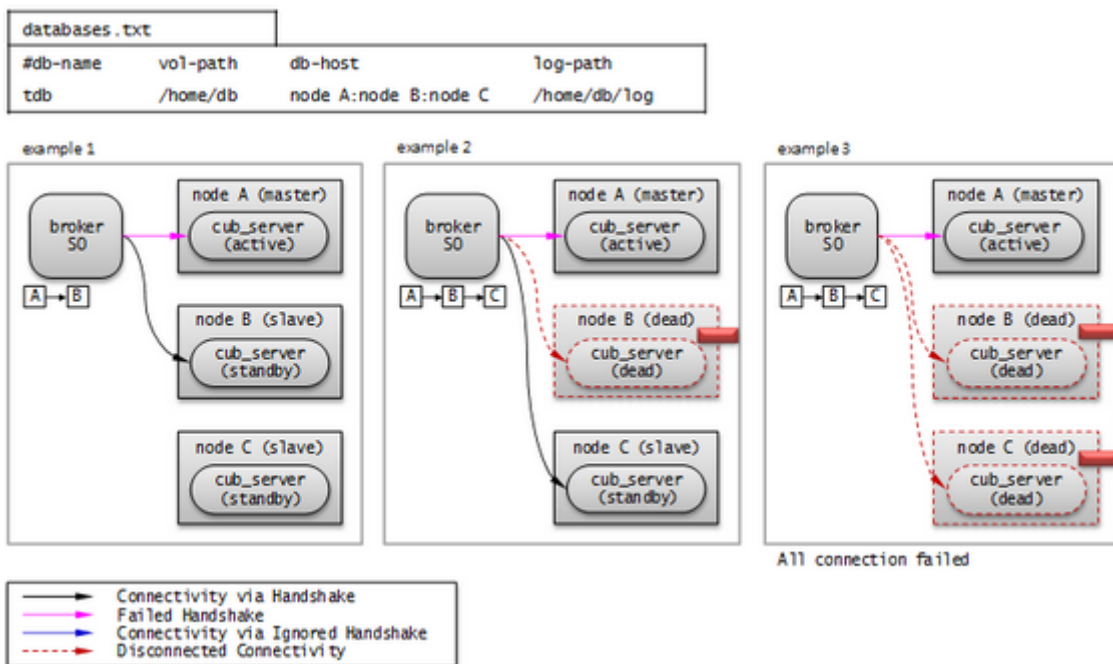 databases.txt
#db-name vol-path db-host log-path
tdb /home/db node A:node B:node C /home/db/log
example 1
broker
SO
A B
node A (master)
cub_server
(active)
node B (slave)
cub_server
(standby)
node C (slave)
cub_server
(standby)
example 2
broker
SO
A B C
node A (master)
cub_server
(active)
node B (dead)
cub_server
(dead)
node C (slave)
cub_server
(standby)
example 3
broker
SO
A B C
node A (master)
cub_server
(active)
node B (dead)
cub_server
(dead)
node C (dead)
cub_server
(dead)
All connection failed
Connectivity via Handshake
Failed Handshake
Connectivity via Ignored Handshake
Disconnected Connectivity